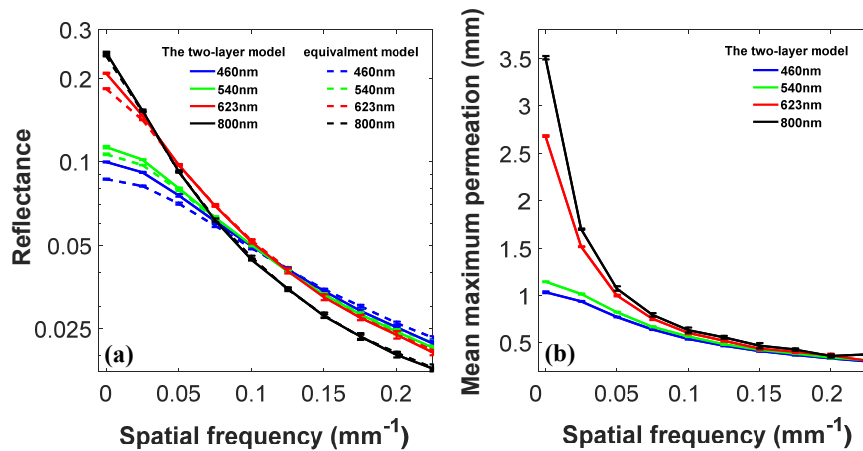 0.3
0.2
0.1
0.05
0.025
Reflectance
The two-layer model
460nm
540nm
623nm
800nm
equivalment model
460nm
540nm
623nm
800nm
(a)
0
0.05
0.1
0.15
0.2
Spatial frequency (mm⁻¹)
3.5
3
2.5
2
1.5
1
0.5
Mean maximum permeation (mm)
The two-layer model
460nm
540nm
623nm
800nm
(b)
0
0.05
0.1
0.15
0.2
Spatial frequency (mm⁻¹)